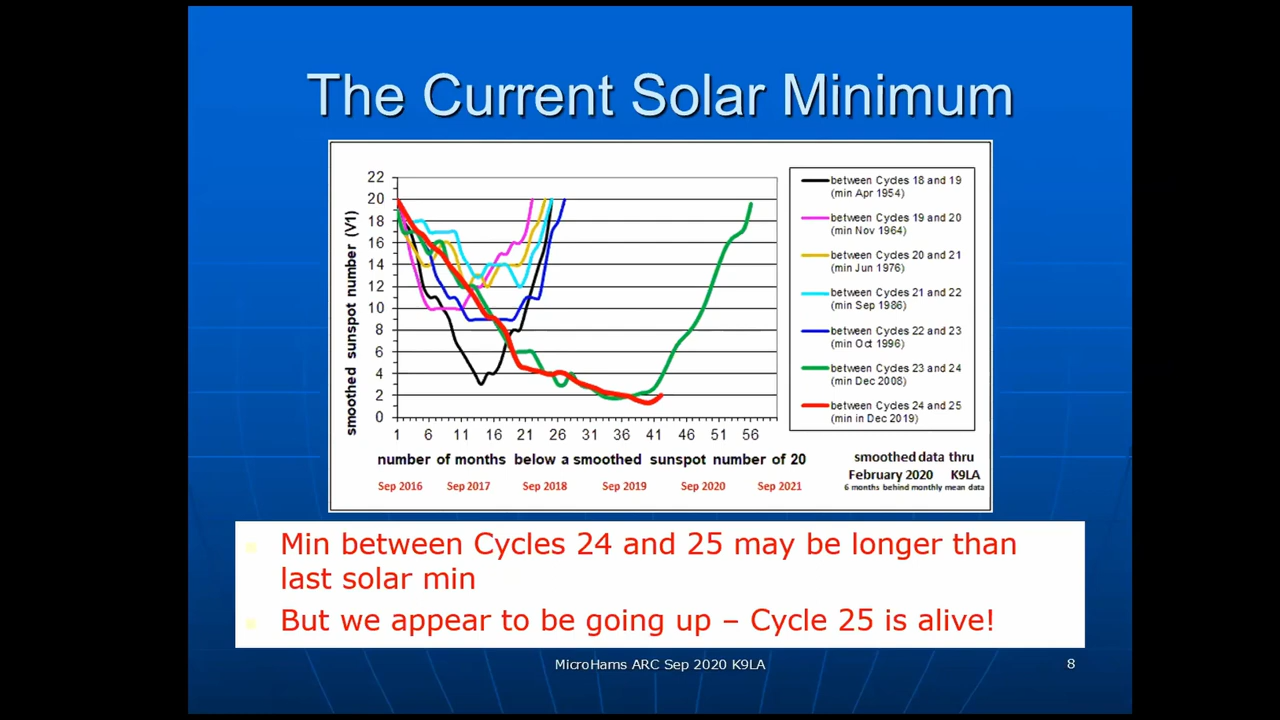 The Current Solar Minimum
22
20
18
16
14
12
10
8
6
4
2
0
smoothed sunspot number (V1)
1 6 11 16 21 26 31 36 41 46 51 56
number of months below a smoothed sunspot number of 20
Sep 2016 Sep 2017 Sep 2018 Sep 2019 Sep 2020 Sep 2021
between Cycles 18 and 19
(min Apr 1954)
between Cycles 19 and 20
(min Nov 1964)
between Cycles 20 and 21
(min Jun 1976)
between Cycles 21 and 22
(min Sep 1986)
between Cycles 22 and 23
(min Oct 1996)
between Cycles 23 and 24
(min Dec 2008)
between Cycles 24 and 25
(min in Dec 2019)
smoothed data thru
February 2020 K9LA
6 months behind monthly mean data
Min between Cycles 24 and 25 may be longer than
last solar min
But we appear to be going up – Cycle 25 is alive!
MicroHams ARC Sep 2020 K9LA
8